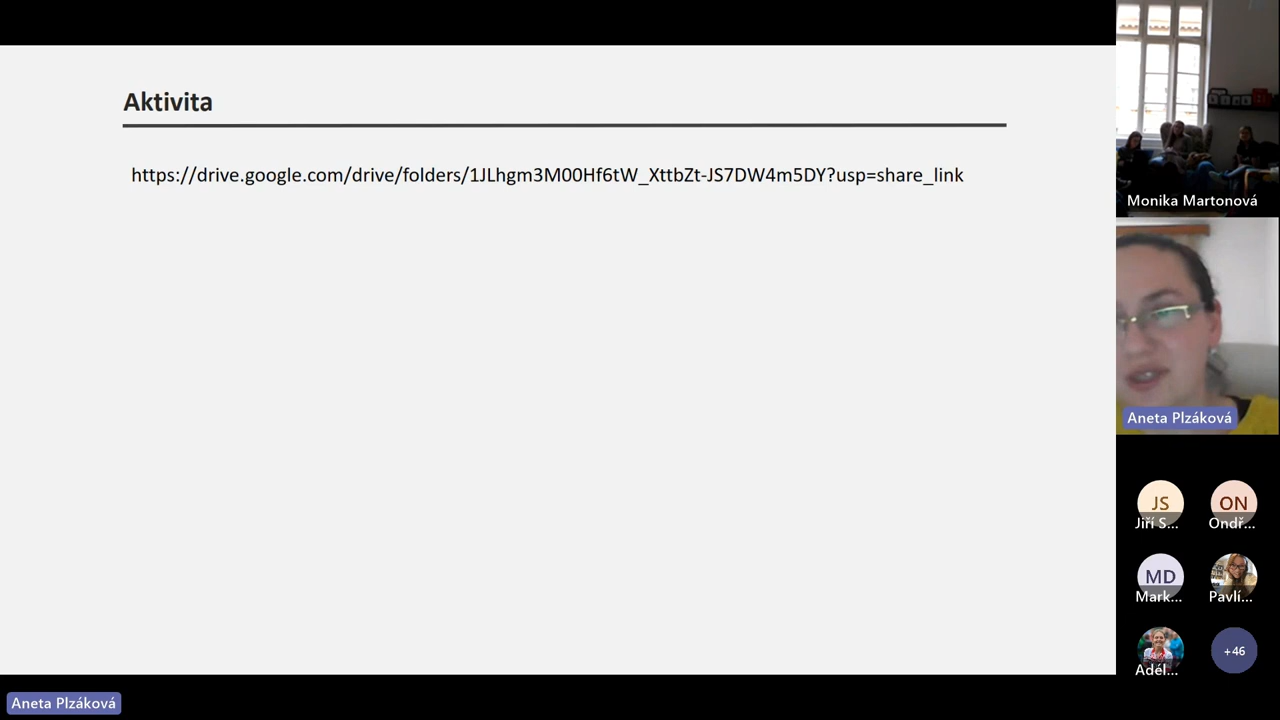 Aktivita
https://drive.google.com/drive/folders/1JLhgm3M00Hf6tW_XttbZt-JS7DW4m5DY?usp=share_link
Monika Martonová
Aneta Plzáková
JS
Jiří S...
ON
Ondř...
MD
Mark...
Pavlí...
Adél...
+46
Aneta Plzáková